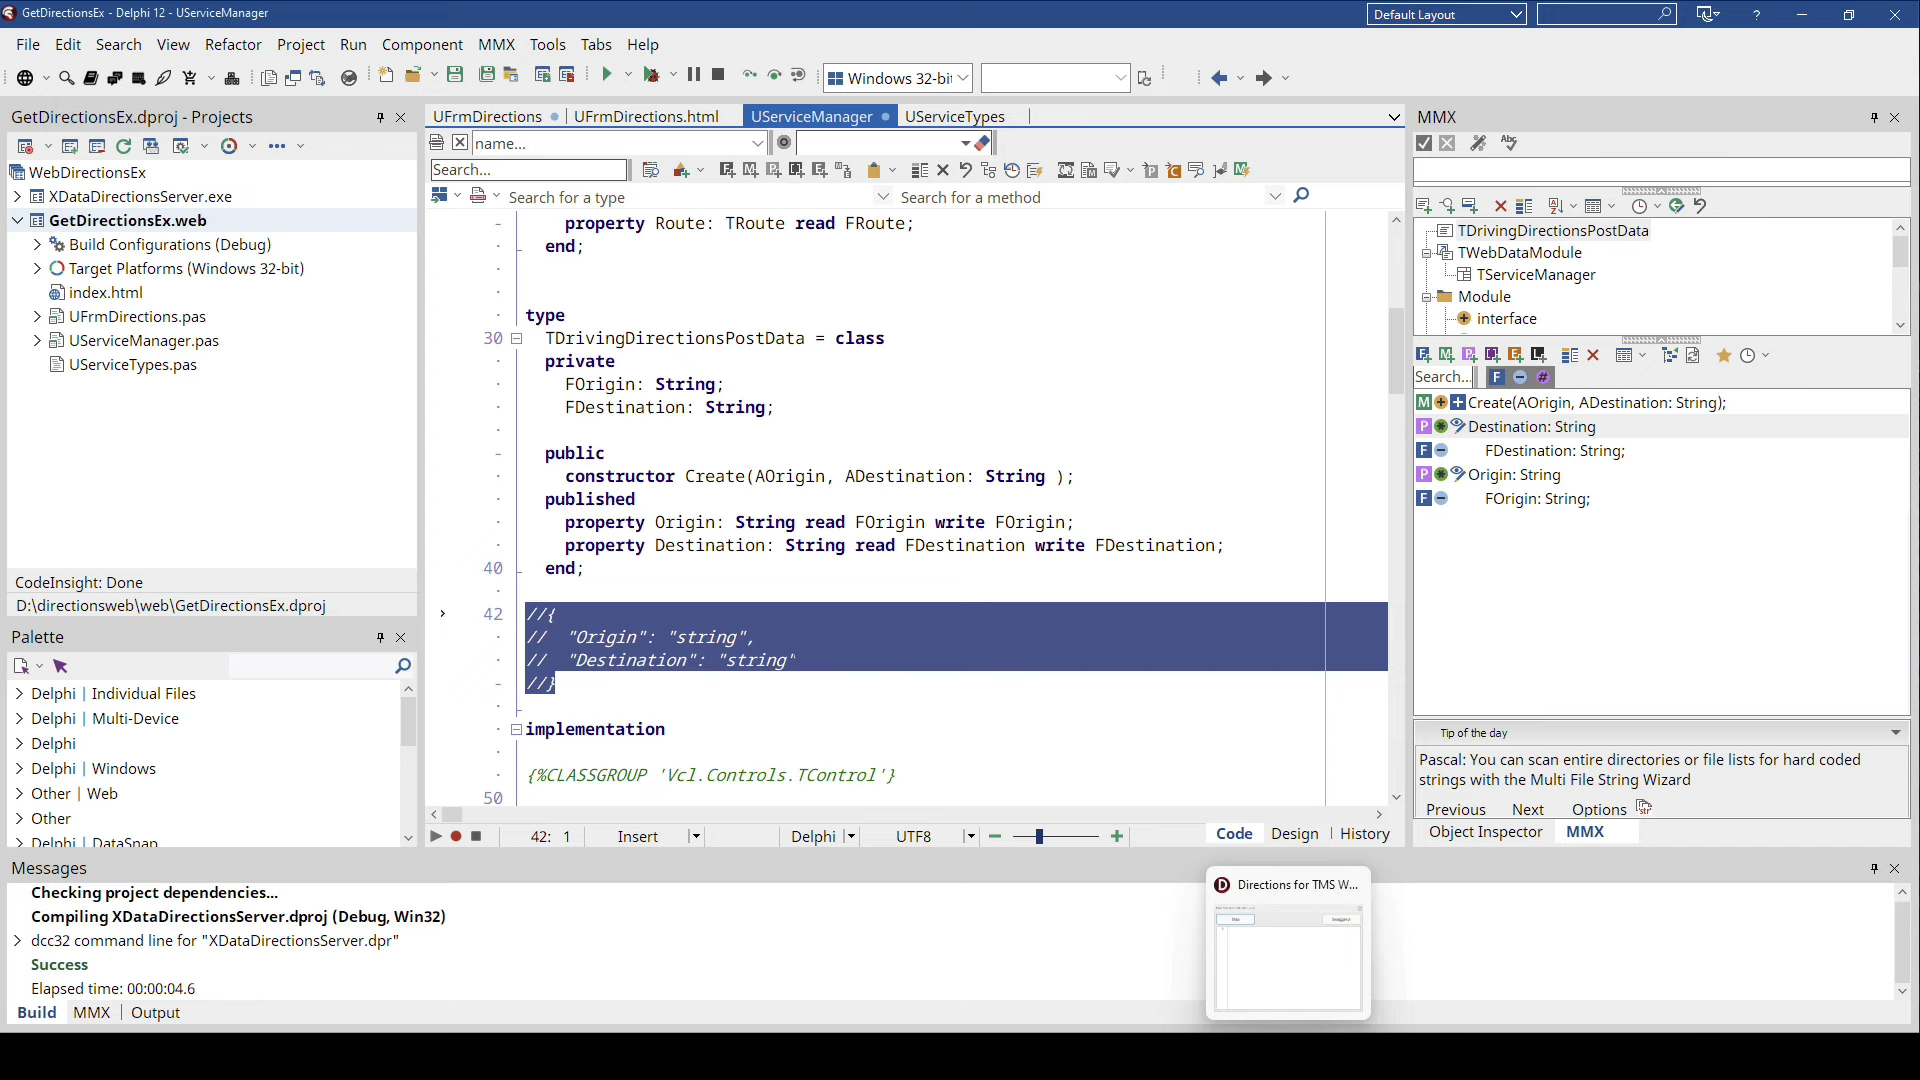 GetDirectionsEx - Delphi 12 - UServiceManager
Default Layout
File Edit Search View Refactor Project Run Component MMX Tools Tabs Help
Windows 32-bi
GetDirectionsEx.dproj - Projects
WebDirectionsEx
XDataDirectionsServer.exe
GetDirectionsEx.web
Build Configurations (Debug)
Target Platforms (Windows 32-bit)
index.html
UFrmDirections.pas
UServiceManager.pas
UServiceTypes.pas
CodeInsight: Done
D:\directionsweb\web\GetDirectionsEx.dproj
Palette
Delphi | Individual Files
Delphi | Multi-Device
Delphi
Delphi | Windows
Other | Web
Other
Delphi | DataSnap
UFrmDirections UFrmDirections.html UServiceManager UServiceTypes
name...
Search...
Search for a type Search for a method
property Route: TRoute read FRoute;
end;
type
30 TDrivingDirectionsPostData = class
private
FOrigin: String;
FDestination: String;
public
constructor Create(AOrigin, ADestination: String );
published
property Origin: String read FOrigin write FOrigin;
property Destination: String read FDestination write FDestination;
40 end;
42 //{
// "Origin": "string",
// "Destination": "string"
//}
implementation
{%CLASSGROUP 'Vcl.Controls.TControl'}
50
42: 1 Insert Delphi UTF8 Code Design History
MMX
TDrivingDirectionsPostData
TWebDataModule
TServiceManager
Module
interface
Search...
Create(AOrigin, ADestination: String);
Destination: String
FDestination: String;
Origin: String
FOrigin: String;
Tip of the day
Pascal: You can scan entire directories or file lists for hard coded
strings with the Multi File String Wizard
Previous Next Options
Object Inspector MMX
Messages
Checking project dependencies...
Compiling XDataDirectionsServer.dproj (Debug, Win32)
dcc32 command line for "XDataDirectionsServer.dpr"
Success
Elapsed time: 00:00:04.6
Build MMX Output
Directions for TMS W...